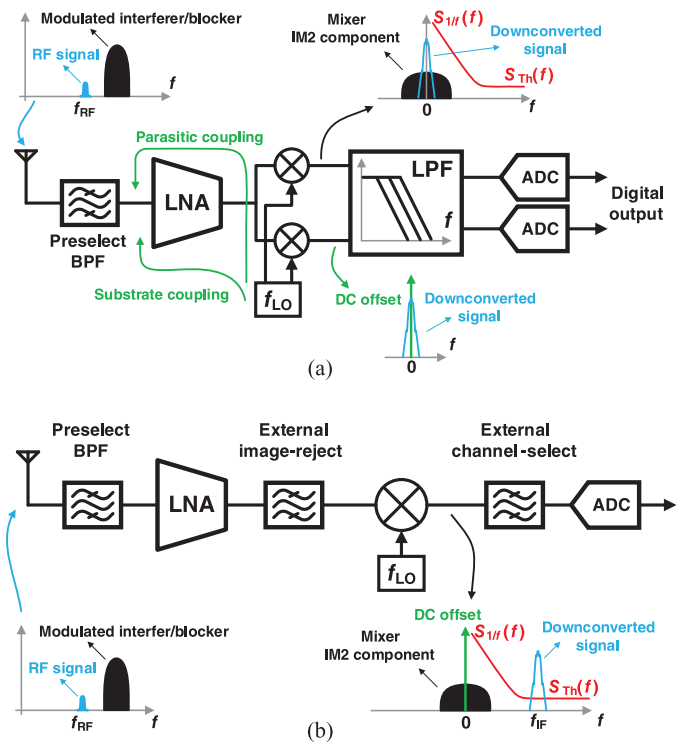 Modulated interferer/blocker
RF signal
f
fRF
Mixer
IM2 component
S1/f(f)
Downconverted
signal
STh(f)
0
f
Parasitic coupling
LNA
LPF
f
ADC
ADC
Digital
output
Preselect
BPF
Substrate coupling
fLO
DC offset
Downconverted
signal
f
0
(a)
Preselect
BPF
External
image-reject
External
channel-select
LNA
ADC
fLO
Modulated interfer/blocker
RF signal
fRF
f
DC offset
S1/f(f)
Mixer
IM2 component
Downconverted
signal
STh(f)
0
fIF
f
(b)